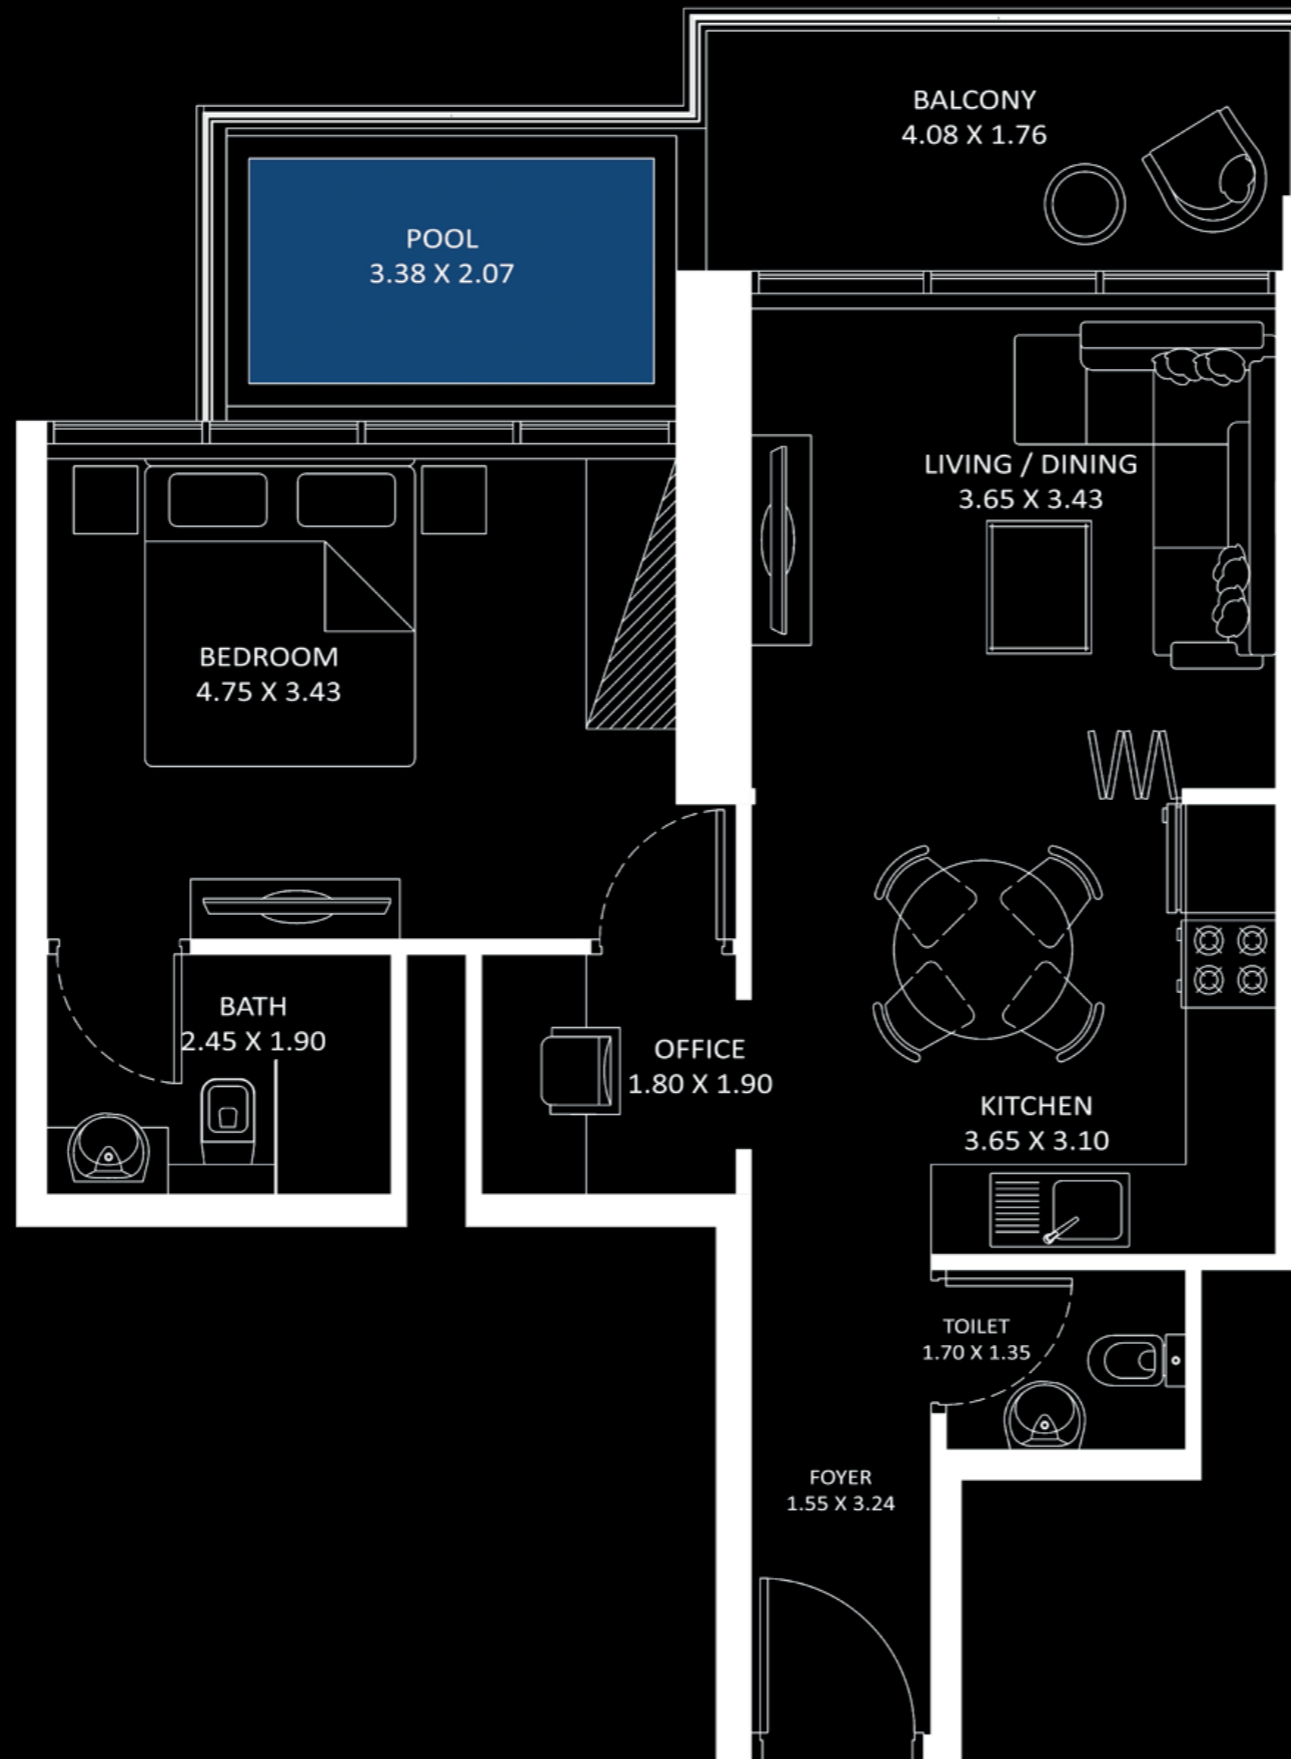 BALCONY
4.08 X 1.76
POOL
3.38 X 2.07
LIVING / DINING
3.65 X 3.43
BEDROOM
4.75 X 3.43
BATH
2.45 X 1.90
OFFICE
1.80 X 1.90
KITCHEN
3.65 X 3.10
TOILET
1.70 X 1.35
FOYER
1.55 X 3.24